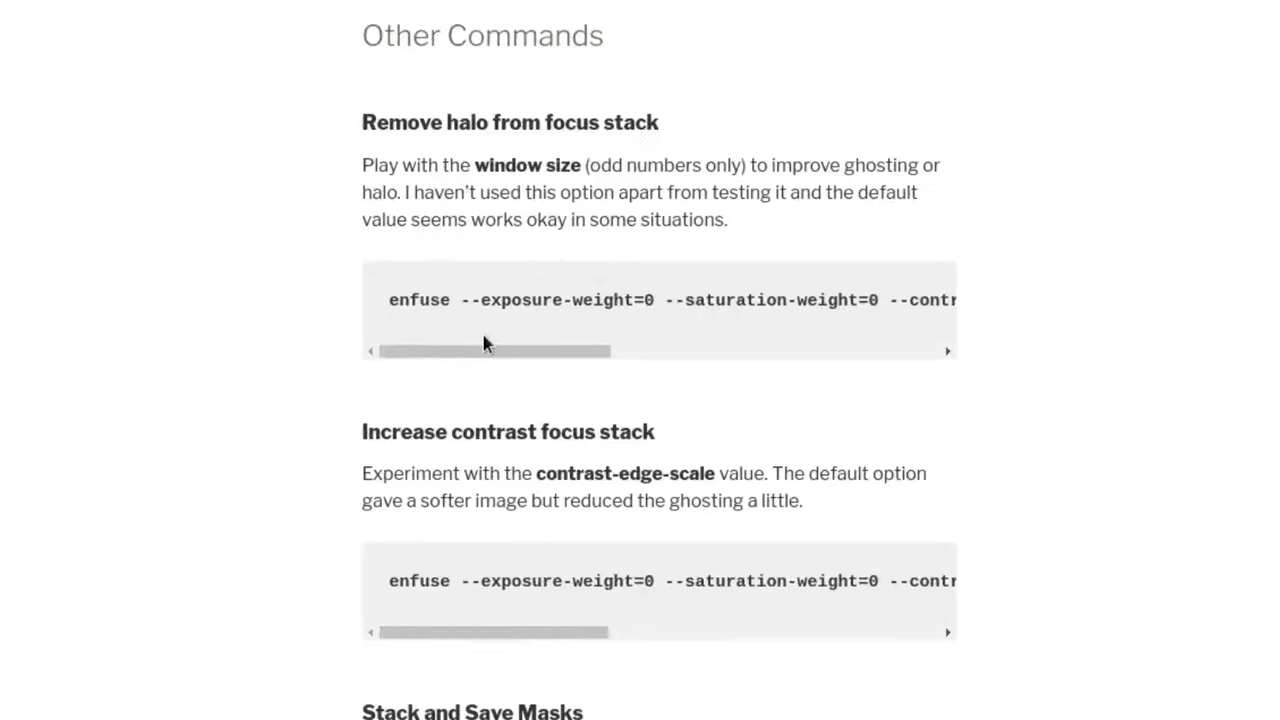 Other Commands
Remove halo from focus stack
Play with the window size (odd numbers only) to improve ghosting or
halo. I haven't used this option apart from testing it and the default
value seems works okay in some situations.
enfuse --exposure-weight=0 --saturation-weight=0 --contr
Increase contrast focus stack
Experiment with the contrast-edge-scale value. The default option
gave a softer image but reduced the ghosting a little.
enfuse --exposure-weight=0 --saturation-weight=0 --contr
Stack and Save Masks